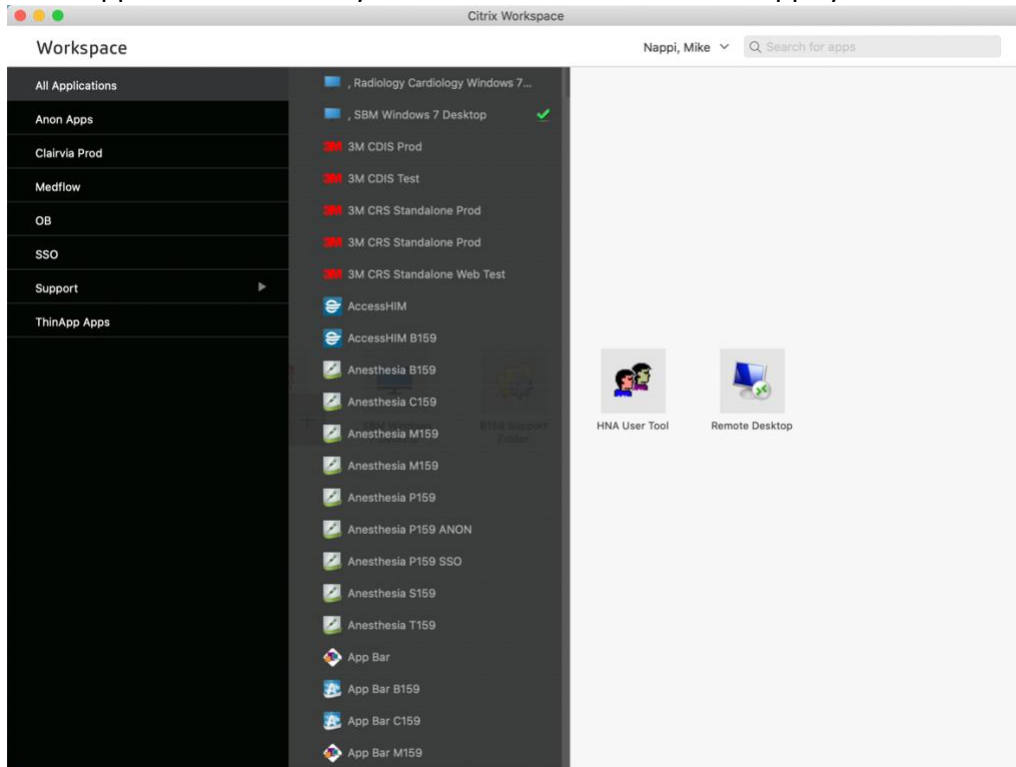 Citrix Workspace
Workspace
Nappi, Mike
Search for apps
All Applications
Anon Apps
Clairvia Prod
Medflow
OB
SSO
Support
ThinApp Apps
, Radiology Cardiology Windows 7...
, SBM Windows 7 Desktop
3M CDIS Prod
3M CDIS Test
3M CRS Standalone Prod
3M CRS Standalone Prod
3M CRS Standalone Web Test
AccessHIM
AccessHIM B159
Anesthesia B159
Anesthesia C159
Anesthesia M159
Anesthesia M159
Anesthesia P159
Anesthesia P159 ANON
Anesthesia P159 SSO
Anesthesia S159
Anesthesia T159
App Bar
App Bar B159
App Bar C159
App Bar M159
B159 Support
Folder
HNA User Tool
Remote Desktop